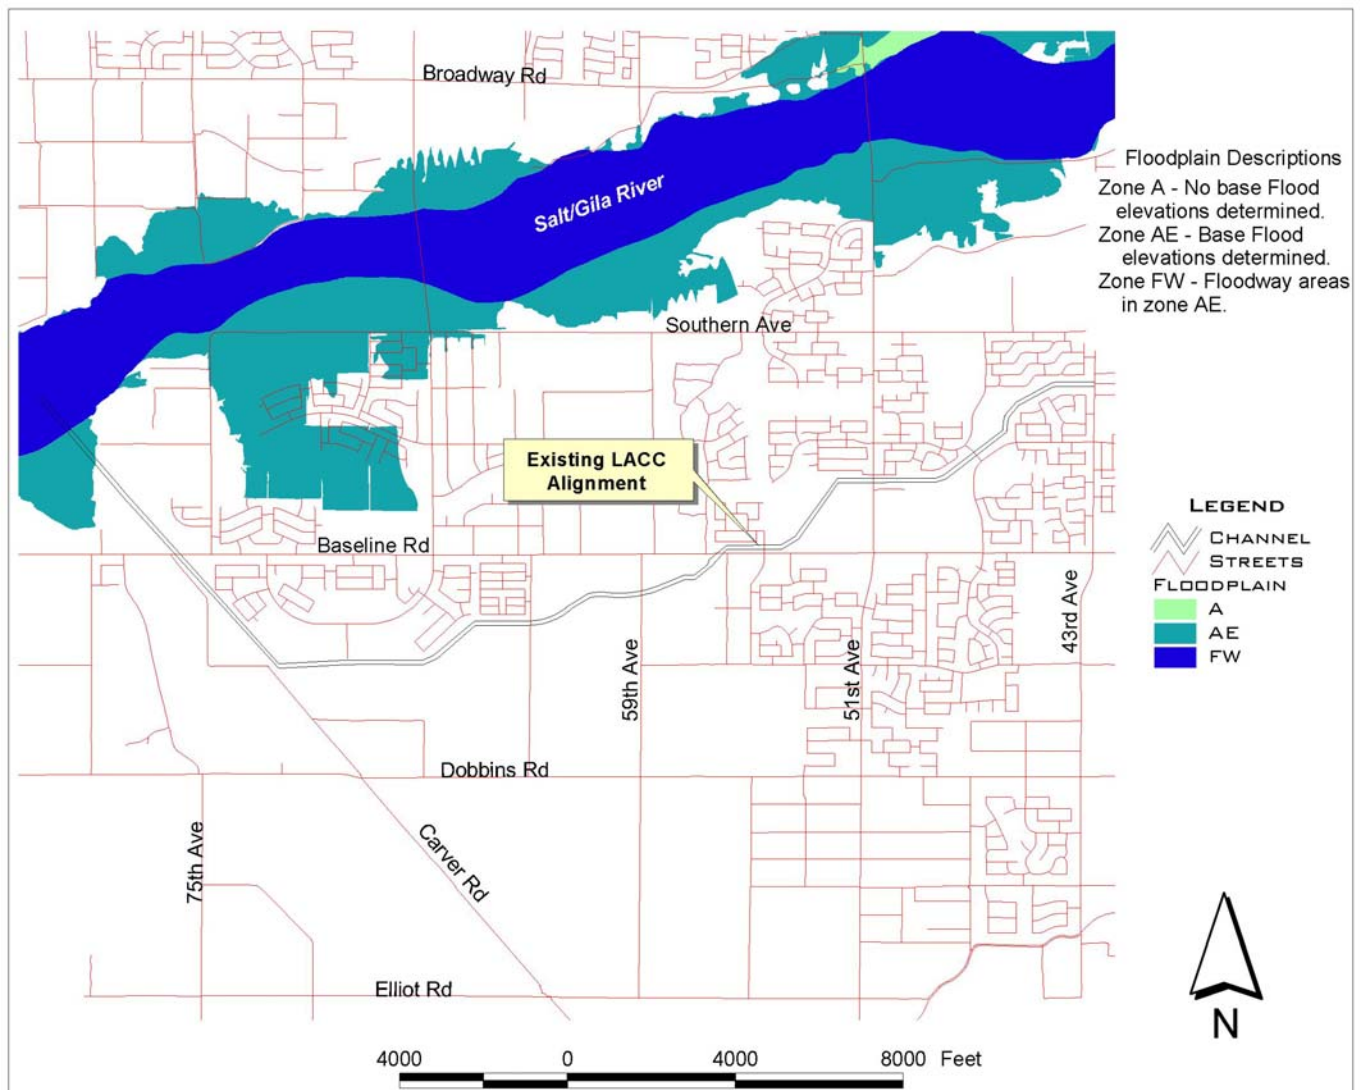 Broadway Rd
Salt/Gila River
Floodplain Descriptions
Zone A - No base Flood
elevations determined.
Zone AE - Base Flood
elevations determined.
Zone FW - Floodway areas
in zone AE.
Southern Ave
Existing LACC
Alignment
Baseline Rd
LEGEND
CHANNEL
STREETS
FLOODPLAIN
A
AE
FW
43rd Ave
59th Ave
51st Ave
Dobbins Rd
75th Ave
Carver Rd
Elliot Rd
N
4000 0 4000 8000 Feet